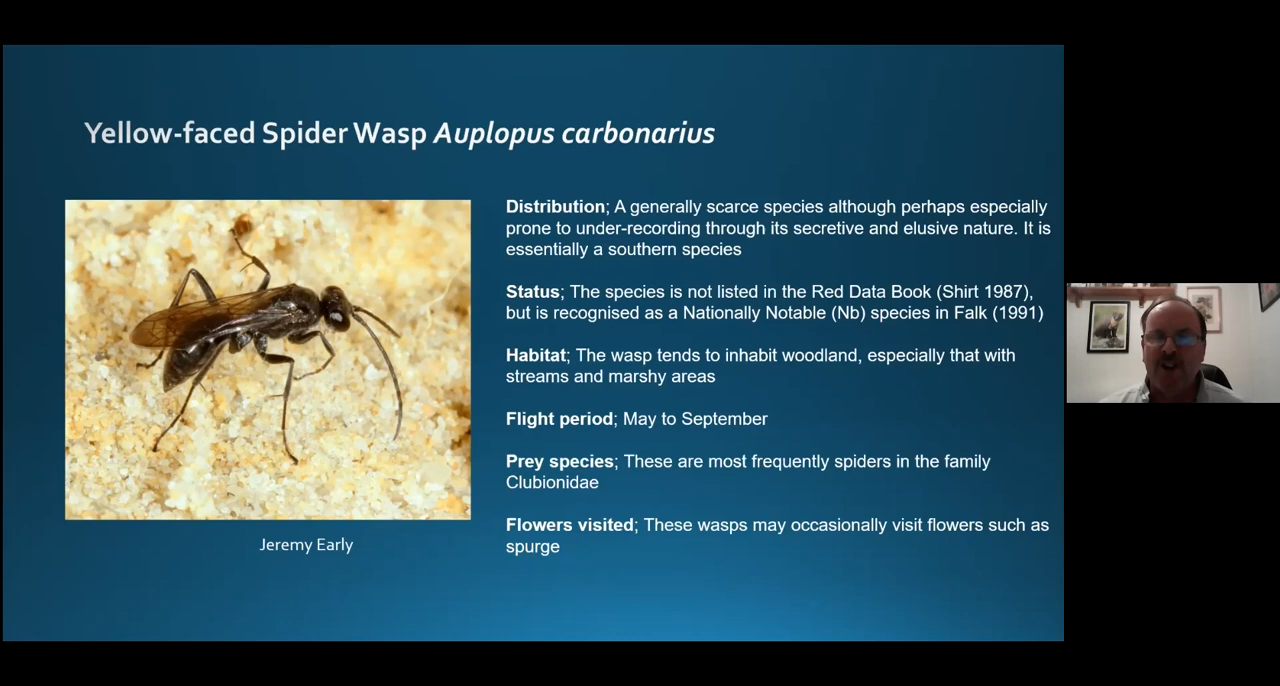 Yellow-faced Spider Wasp Auplopus carbonarius
Distribution; A generally scarce species although perhaps especially
prone to under-recording through its secretive and elusive nature. It is
essentially a southern species
Status; The species is not listed in the Red Data Book (Shirt 1987),
but is recognised as a Nationally Notable (Nb) species in Falk (1991)
Habitat; The wasp tends to inhabit woodland, especially that with
streams and marshy areas
Flight period; May to September
Prey species; These are most frequently spiders in the family
Clubionidae
Flowers visited; These wasps may occasionally visit flowers such as
spurge
Jeremy Early